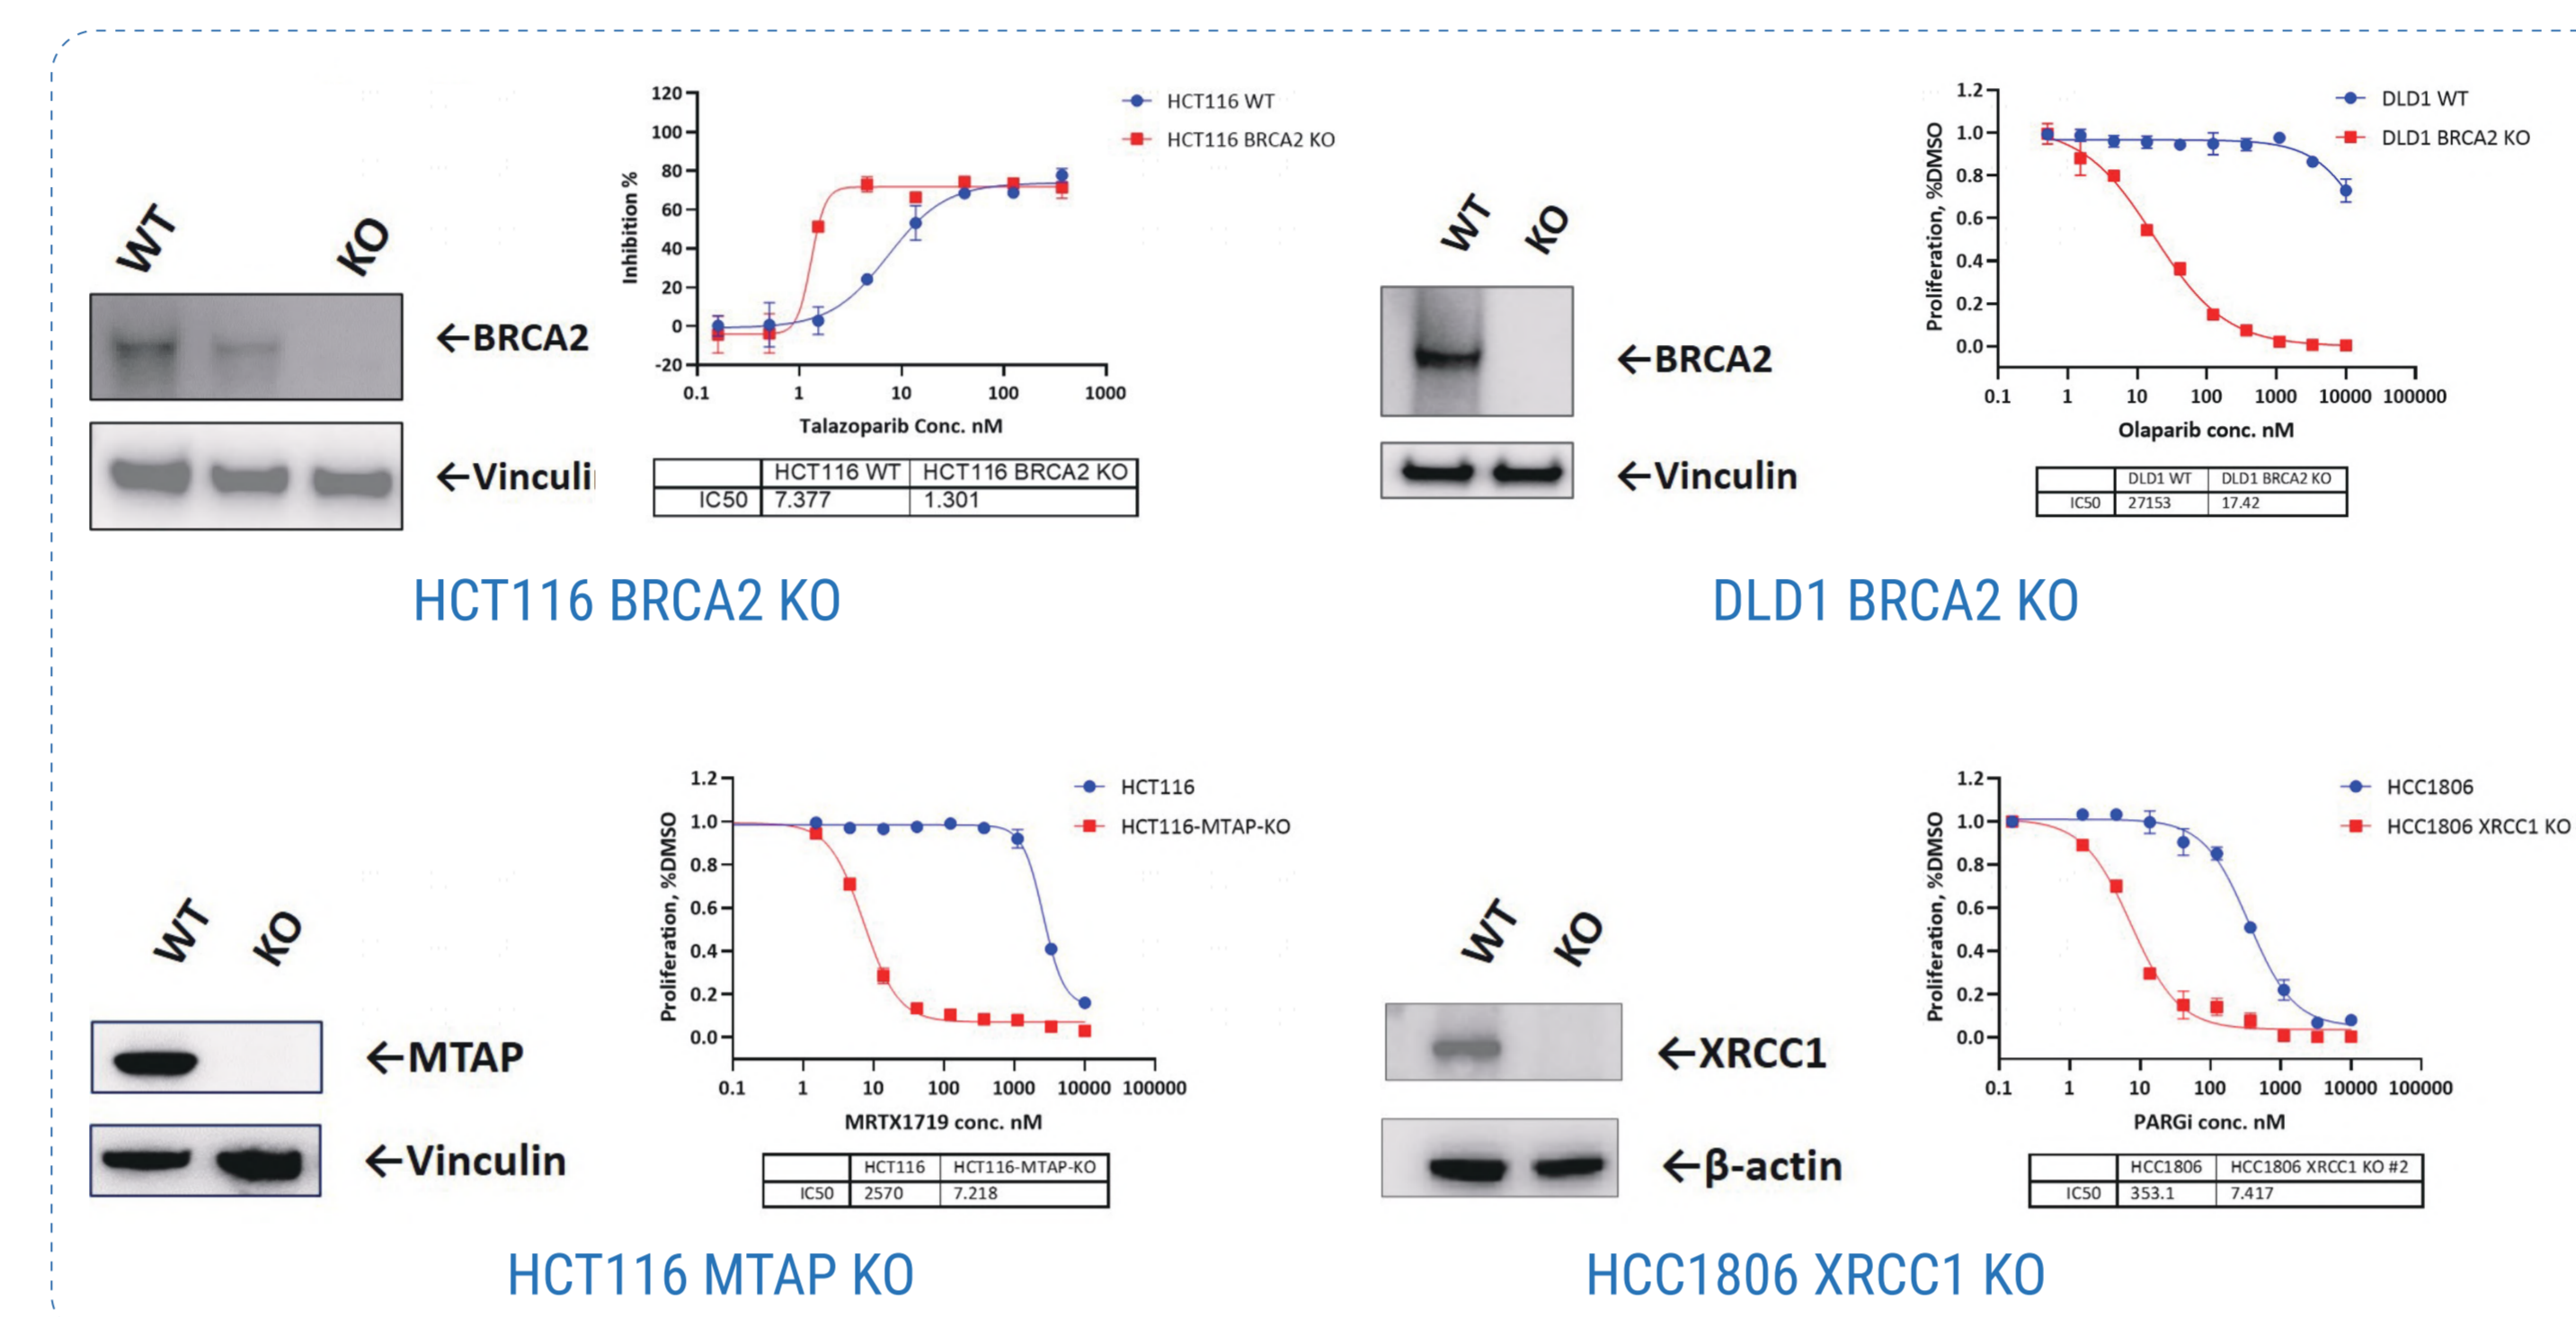 WT
KO
←BRCA2
←Vinculi
120
100
80
60
40
20
0
-20
Inhibition %
0.1 1 10 100 1000
Talazoparib Conc. nM
HCT116 WT
HCT116 BRCA2 KO
HCT116 WT HCT116 BRCA2 KO
IC50 7.377 1.301
HCT116 BRCA2 KO
WT
KO
←BRCA2
←Vinculin
1.2
1.0
0.8
0.6
0.4
0.2
0.0
Proliferation, %DMSO
0.1 1 10 100 1000 10000 100000
Olaparib conc. nM
DLD1 WT
DLD1 BRCA2 KO
DLD1 WT DLD1 BRCA2 KO
IC50 27153 17.42
DLD1 BRCA2 KO
WT
KO
←MTAP
←Vinculin
1.2
1.0
0.8
0.6
0.4
0.2
0.0
Proliferation, %DMSO
0.1 1 10 100 1000 10000 100000
MRTX1719 conc. nM
HCT116
HCT116-MTAP-KO
HCT116 HCT116-MTAP-KO
IC50 2570 7.218
HCT116 MTAP KO
WT
KO
←XRCC1
←β-actin
1.2
1.0
0.8
0.6
0.4
0.2
0.0
Proliferation, %DMSO
0.1 1 10 100 1000 10000 100000
PARGi conc. nM
HCC1806
HCC1806 XRCC1 KO
HCC1806 HCC1806 XRCC1 KO #2
IC50 353.1 7.417
HCC1806 XRCC1 KO